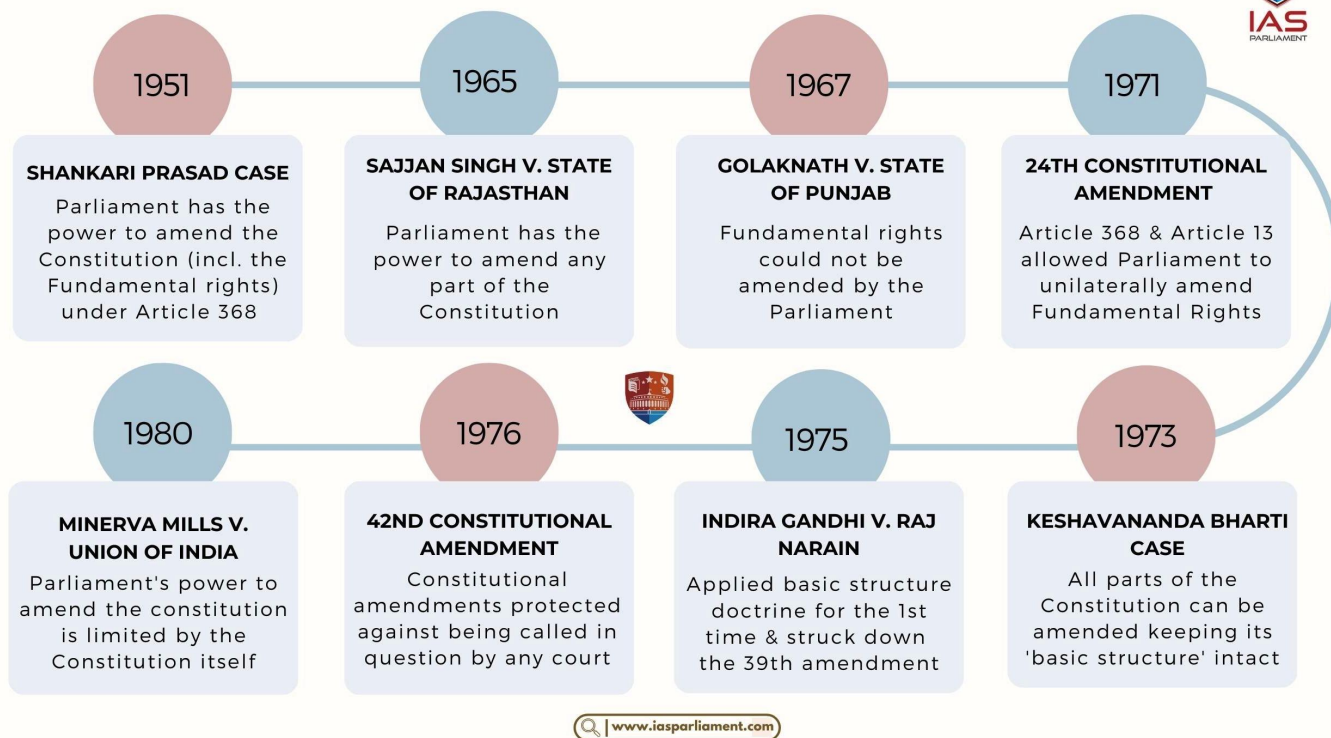 IAS
PARLIAMENT
1951
SHANKARI PRASAD CASE
Parliament has the
power to amend the
Constitution (incl. the
Fundamental rights)
under Article 368
1965
SAJJAN SINGH V. STATE
OF RAJASTHAN
Parliament has the
power to amend any
part of the
Constitution
1967
GOLAKNATH V. STATE
OF PUNJAB
Fundamental rights
could not be
amended by the
Parliament
1971
24TH CONSTITUTIONAL
AMENDMENT
Article 368 & Article 13
allowed Parliament to
unilaterally amend
Fundamental Rights
1973
KESHAVANANDA BHARTI
CASE
All parts of the
Constitution can be
amended keeping its
'basic structure' intact
1975
INDIRA GANDHI V. RAJ
NARAIN
Applied basic structure
doctrine for the 1st
time & struck down
the 39th amendment
1976
42ND CONSTITUTIONAL
AMENDMENT
Constitutional
amendments protected
against being called in
question by any court
1980
MINERVA MILLS V.
UNION OF INDIA
Parliament's power to
amend the constitution
is limited by the
Constitution itself
www.iasparliament.com